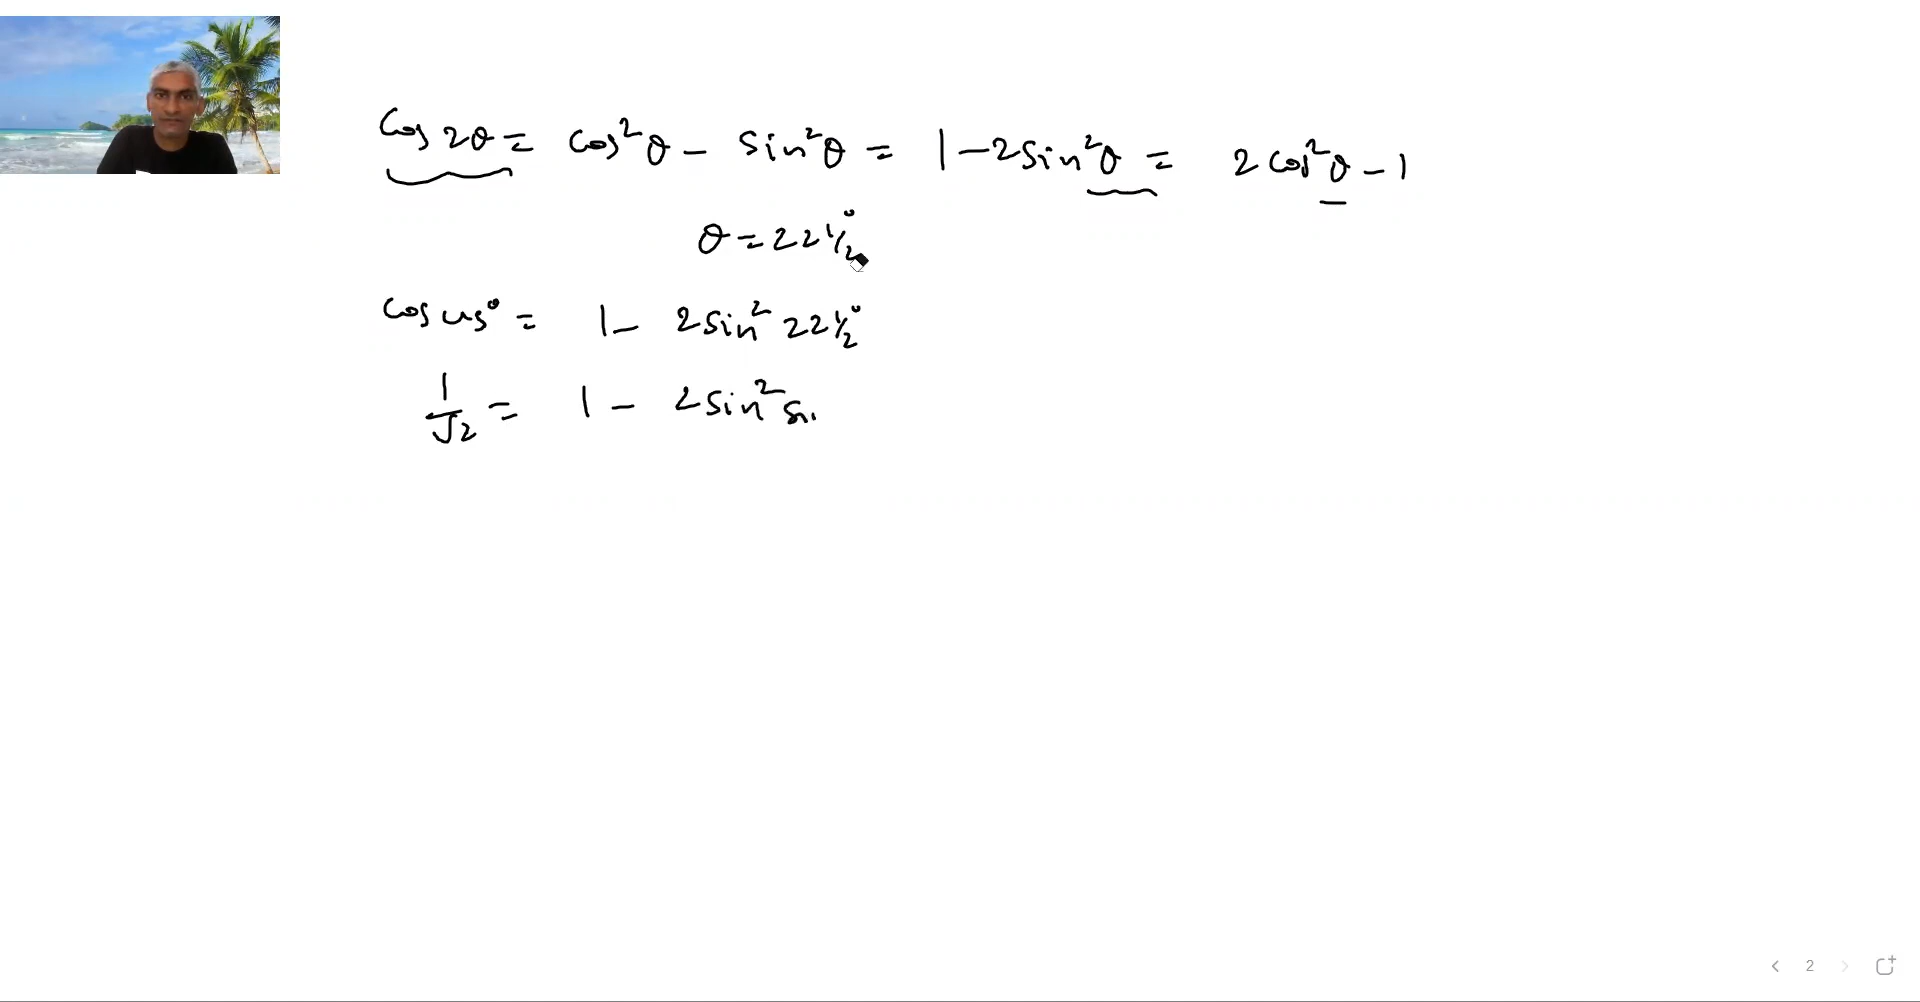 cos 2θ = cos²θ - sin²θ = 1-2sin²θ = 2cos²θ-1
θ=22½°
cos 45° = 1- 2sin² 22½°
1/√2 = 1 - 2sin²
2